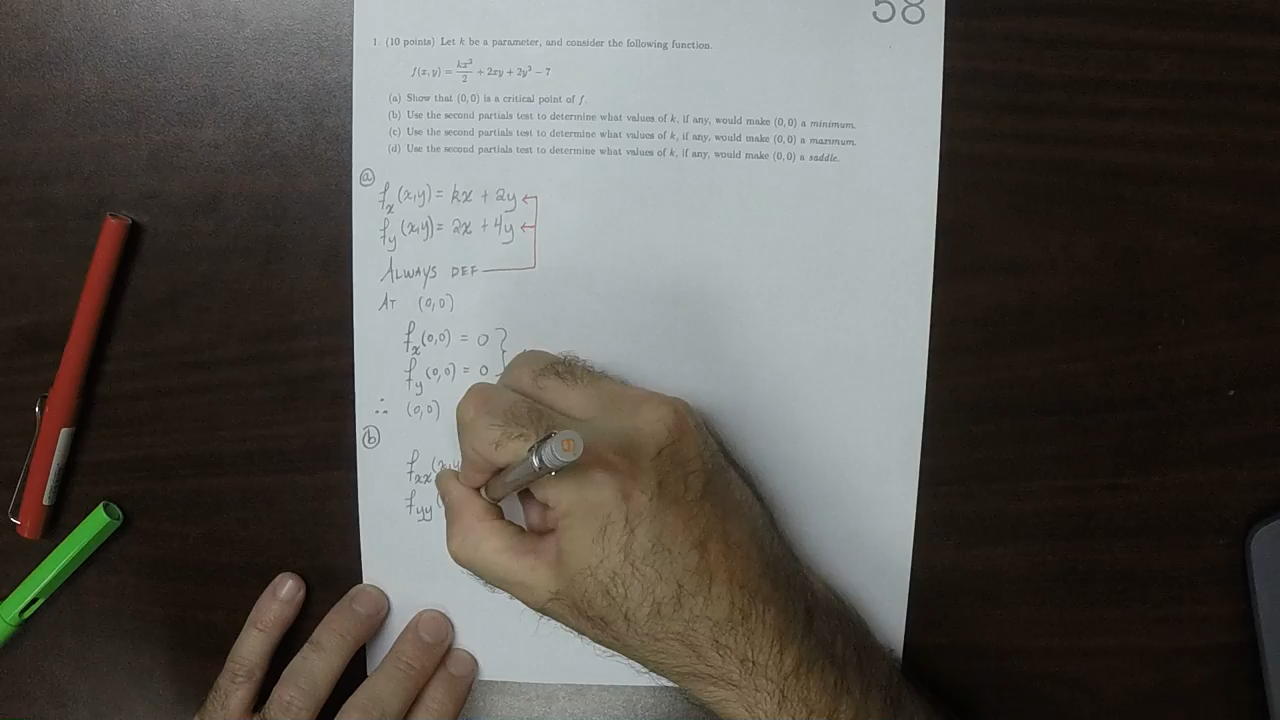 58
1. (10 points) Let k be a parameter, and consider the following function.
f(x, y) = kx²/2 + 2xy + 2y² − 7
(a) Show that (0, 0) is a critical point of f.
(b) Use the second partials test to determine what values of k, if any, would make (0, 0) a minimum.
(c) Use the second partials test to determine what values of k, if any, would make (0, 0) a maximum.
(d) Use the second partials test to determine what values of k, if any, would make (0, 0) a saddle.
ⓐ
fₓ(x,y) = kx + 2y
f_y(x,y) = 2x + 4y
ALWAYS DEF
AT (0,0)
fₓ(0,0) = 0
f_y(0,0) = 0
∴ (0,0)
ⓑ
fₓₓ(x,y
f_yy(